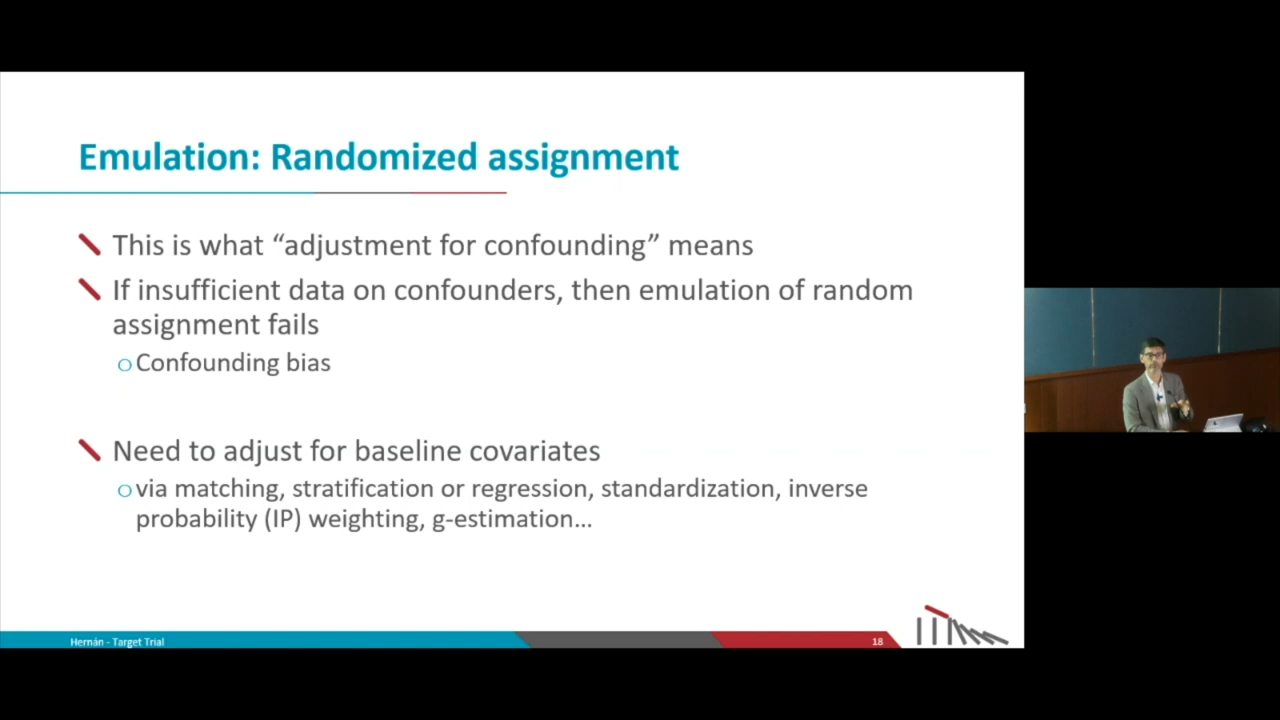 Emulation: Randomized assignment
This is what “adjustment for confounding” means
If insufficient data on confounders, then emulation of random
assignment fails
Confounding bias
Need to adjust for baseline covariates
via matching, stratification or regression, standardization, inverse
probability (IP) weighting, g-estimation…
Hernán - Target Trial
18